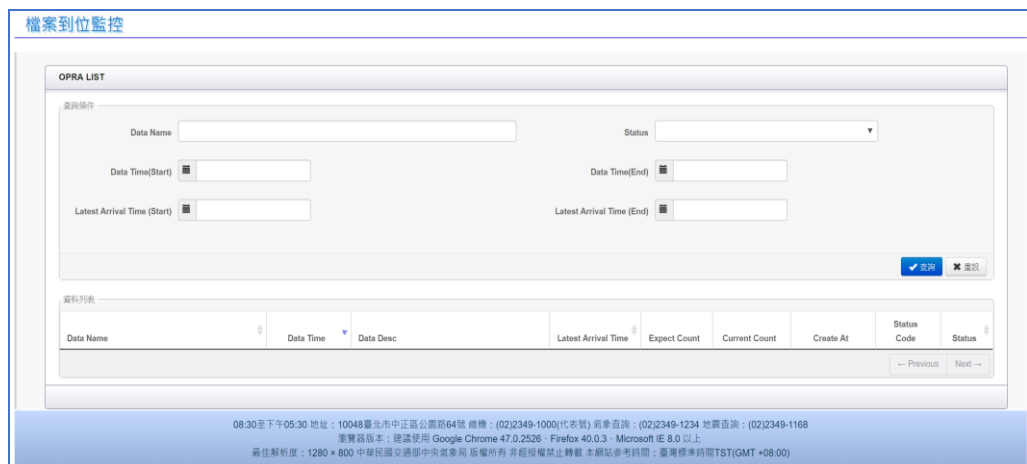 檔案到位監控
OPRA LIST
查詢條件
Data Name Status
Data Time(Start) Data Time(End)
Latest Arrival Time (Start) Latest Arrival Time (End)
查詢 重設
資料列表
Data Name Data Time Data Desc Latest Arrival Time Expect Count Current Count Create At Status Code Status
← Previous Next →
08:30至下午05:30 地址：10048臺北市中正區公園路64號 總機：(02)2349-1000(代表號) 氣象查詢：(02)2349-1234 地震查詢：(02)2349-1168
瀏覽器版本：建議使用 Google Chrome 47.0.2526、Firefox 40.0.3、Microsoft IE 8.0 以上
最佳解析度：1280 × 800 中華民國交通部中央氣象局 版權所有 非經授權禁止轉載 本網站參考時間：臺灣標準時間TST(GMT +08:00)